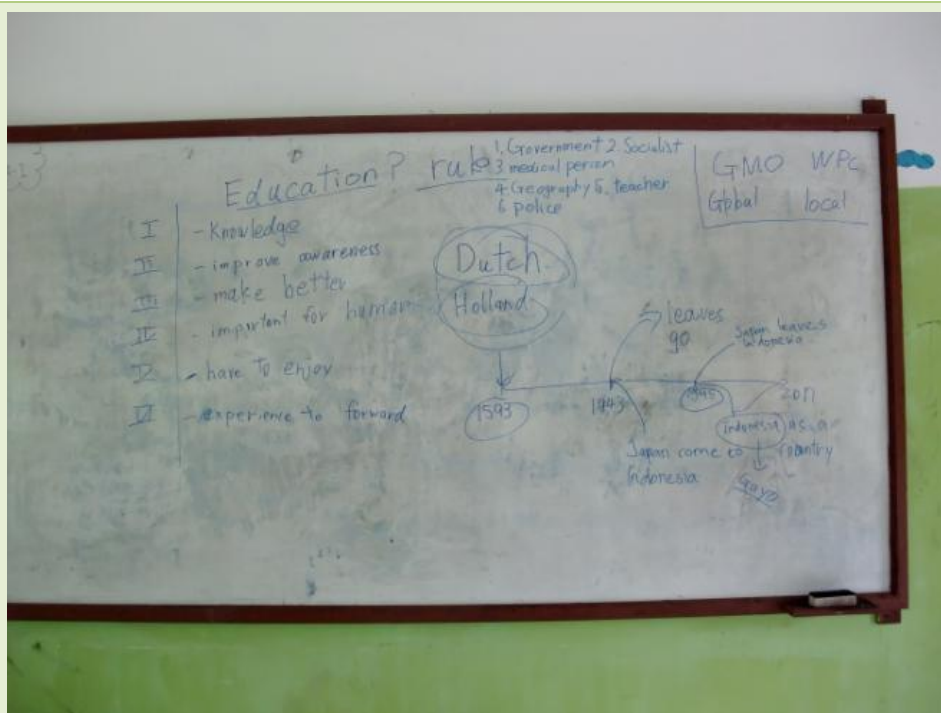 Education? rule
1. Government 2. Socialist
3 medical person
4 Geography 5. teacher
6 police
GMO WPC
Global local
I - Knowledge
II - improve awareness
III - make better
IV - important for human
V - have to enjoy
VI - experience to forward
Dutch.
Holland
leaves
90
Japan leaves
Indonesia
1593
1943
1945
2011
Japan come to
Indonesia
Indonesia as a
country
Gayo